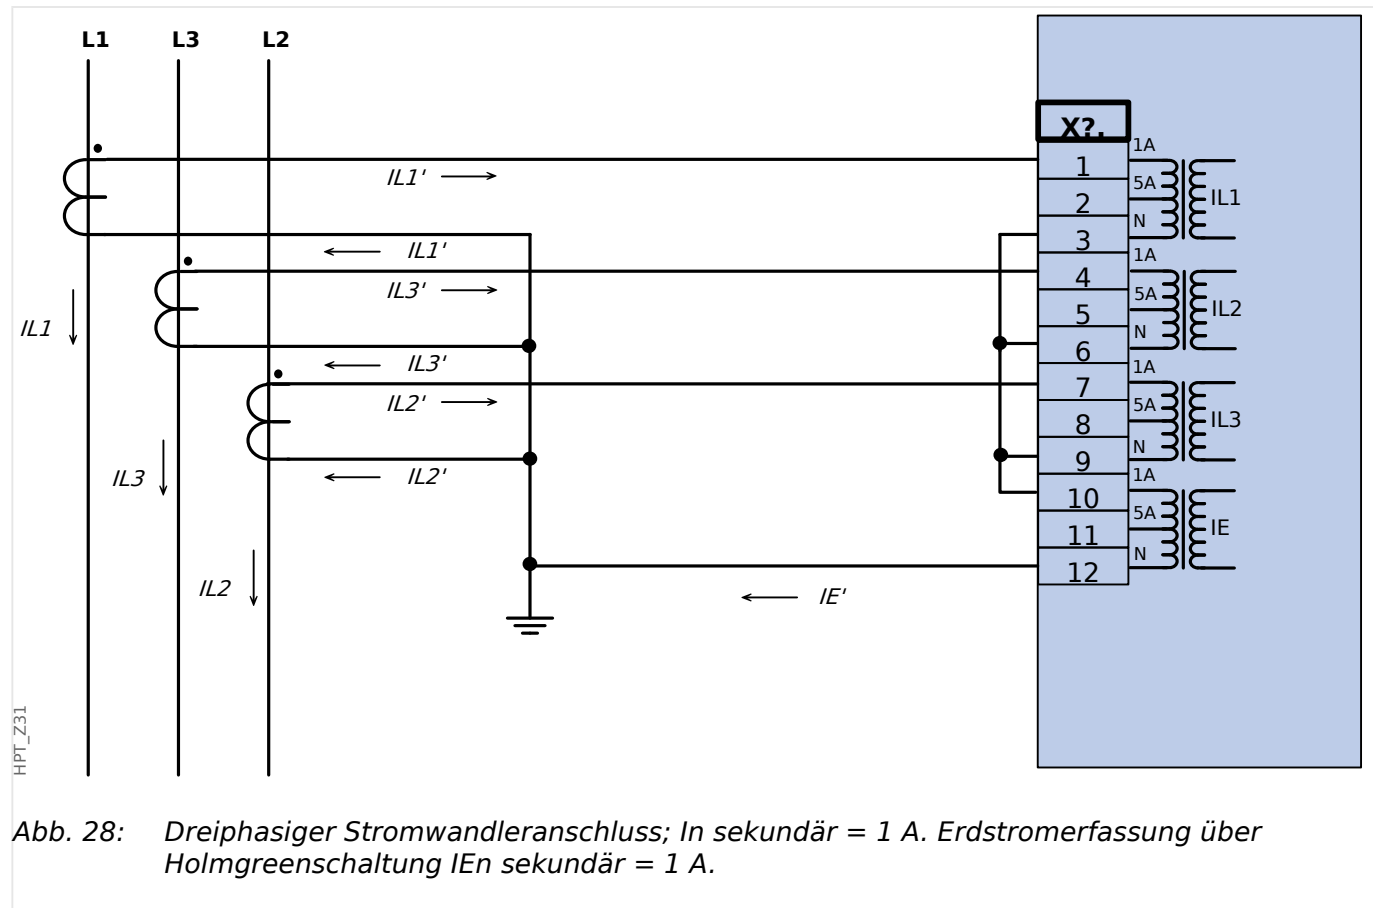 L1 L3 L2
X?.
1
2
3
4
5
6
7
8
9
10
11
12
1A
5A
N
IL1
1A
5A
N
IL2
1A
5A
N
IL3
1A
5A
N
IE
IL1'
IL1'
IL3'
IL3'
IL2'
IL2'
IE'
IL1
IL3
IL2
HPT_Z31
Abb. 28: Dreiphasiger Stromwandleranschluss; In sekundär = 1 A. Erdstromerfassung über
Holmgreenschaltung IEn sekundär = 1 A.